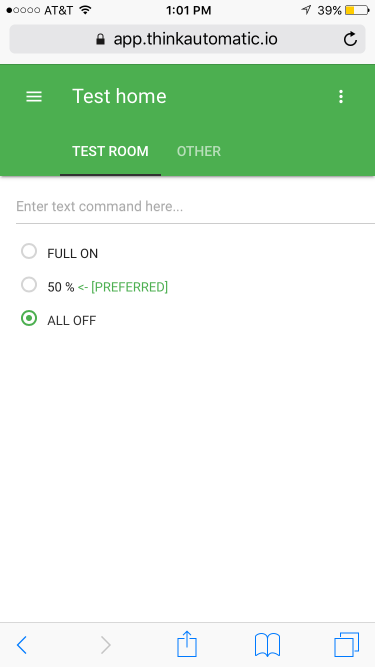 AT&T 1:01 PM 39%
app.thinkautomatic.io
Test home
TEST ROOM OTHER
Enter text command here...
FULL ON
50 % <- [PREFERRED]
ALL OFF